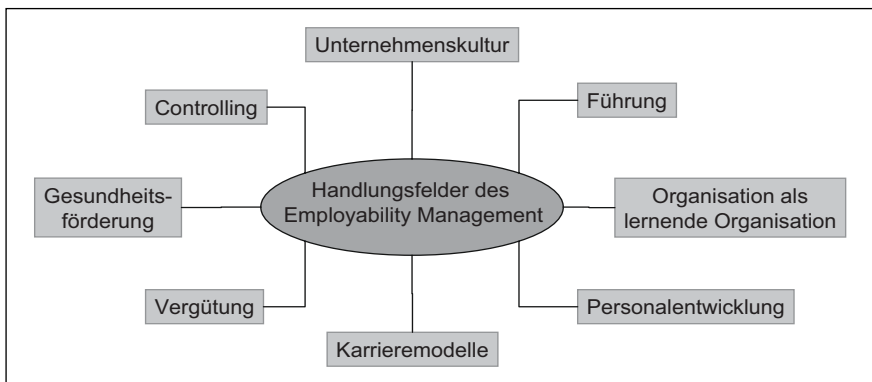 Unternehmenskultur
Controlling
Führung
Gesundheits-
förderung
Handlungsfelder des
Employability Management
Organisation als
lernende Organisation
Vergütung
Personalentwicklung
Karrieremodelle